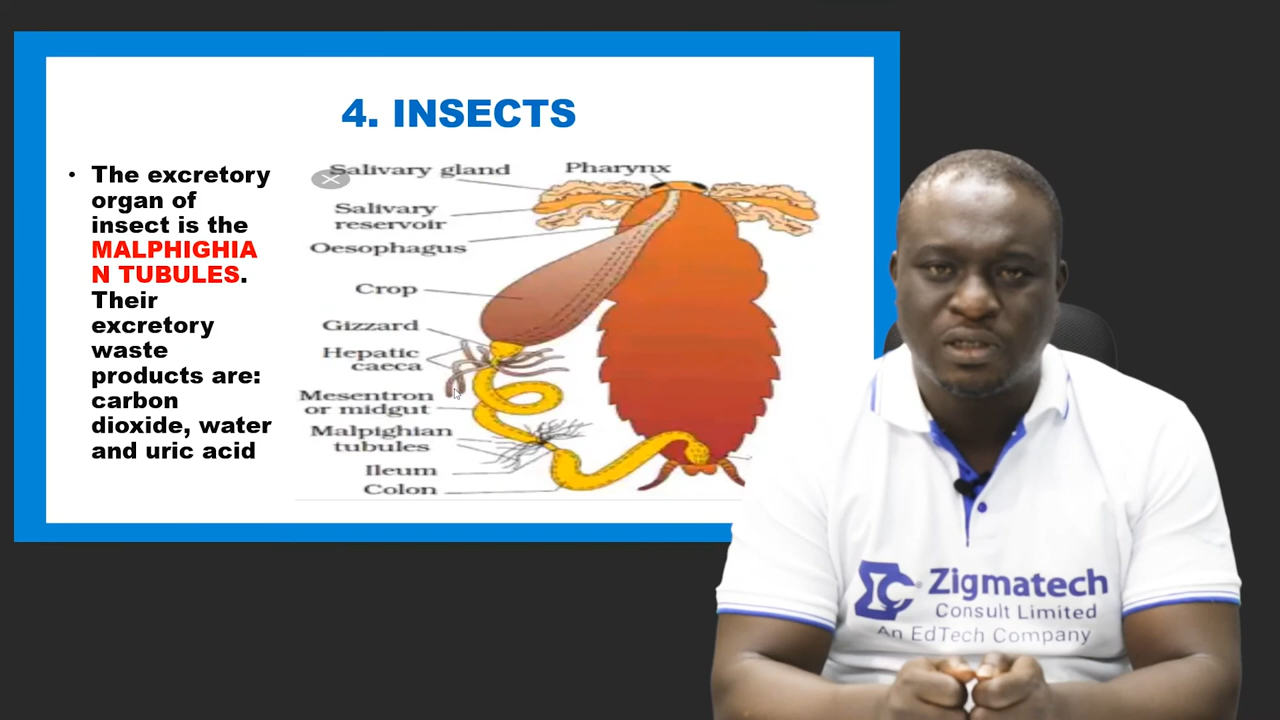 4. INSECTS
• The excretory
organ of
insect is the
MALPHIGHIA
N TUBULES.
Their
excretory
waste
products are:
carbon
dioxide, water
and uric acid
Salivary gland
Pharynx
Salivary
reservoir
Oesophagus
Crop
Gizzard
Hepatic
caeca
Mesentron
or midgut
Malpighian
tubules
Ileum
Colon
Zigmatech
Consult Limited
An EdTech Company